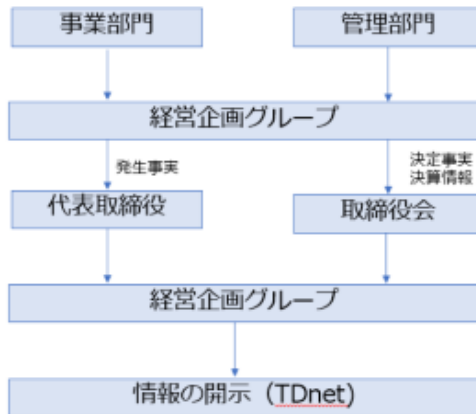 事業部門
管理部門
経営企画グループ
発生事実
決定事実
決算情報
代表取締役
取締役会
経営企画グループ
情報の開示（TDnet）